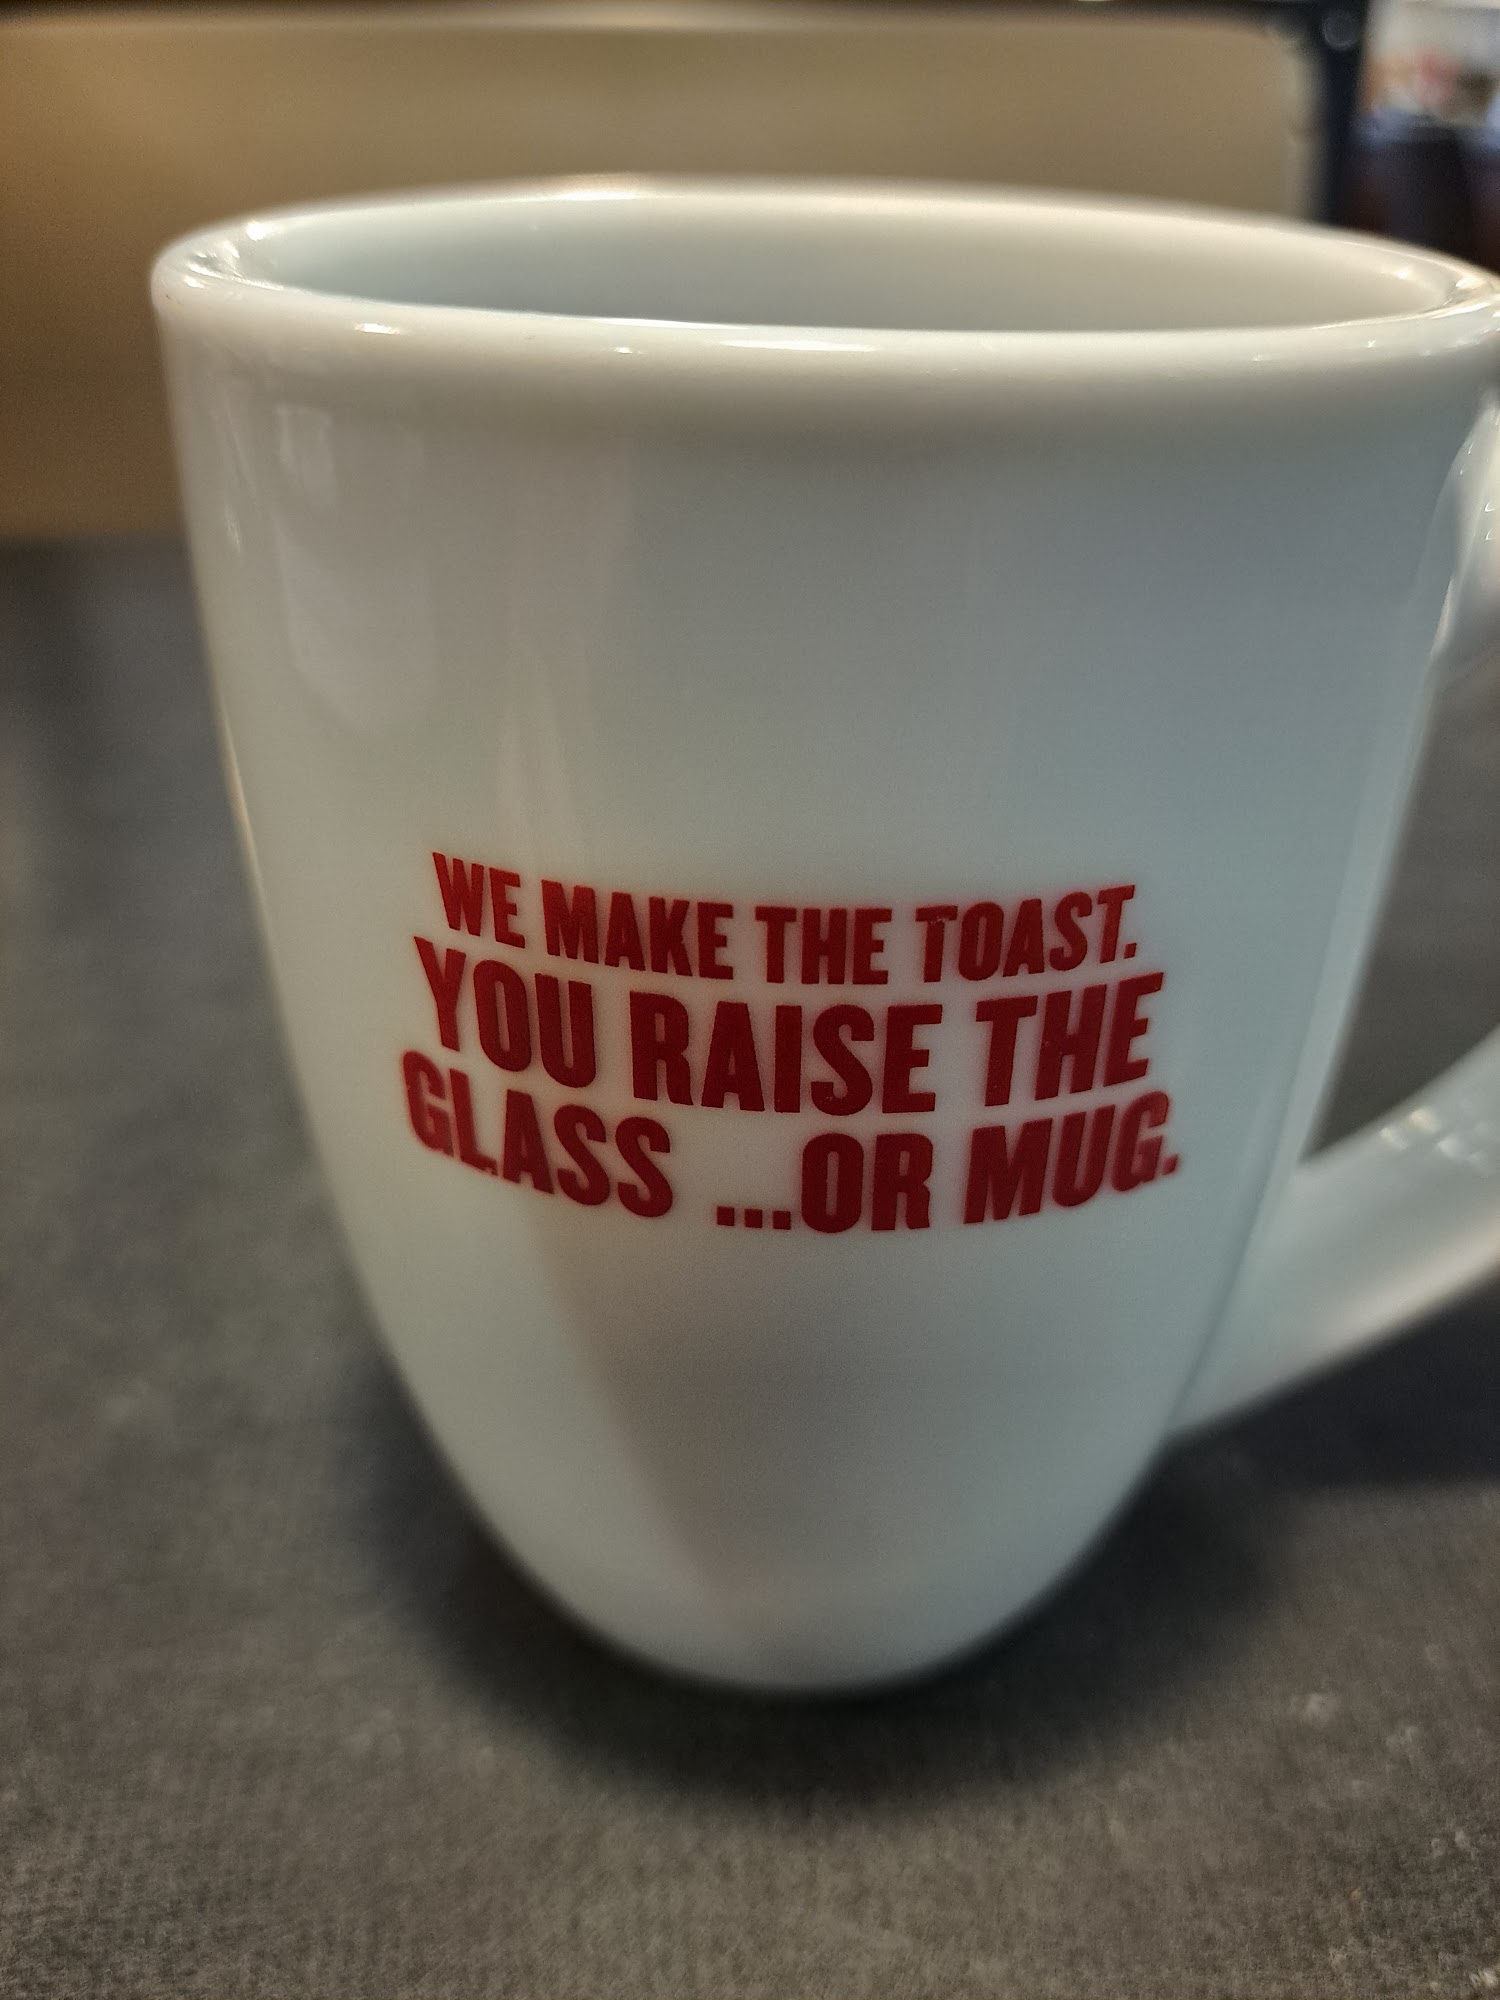 WE MAKE THE TOAST.
YOU RAISE THE
GLASS ...OR MUG.